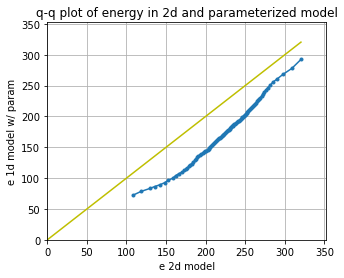 q-q plot of energy in 2d and parameterized model
350
300
250
200
150
100
50
0
e 1d model w/ param
0 50 100 150 200 250 300 350
e 2d model